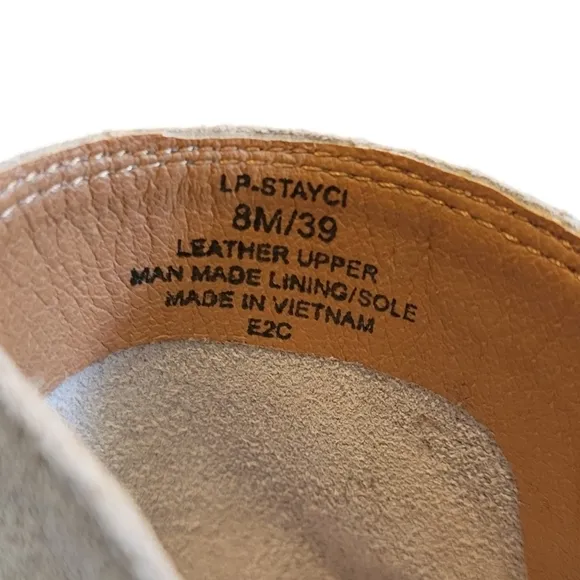 LP-STAYCI
8M/39
LEATHER UPPER
MAN MADE LINING/SOLE
MADE IN VIETNAM
E2C